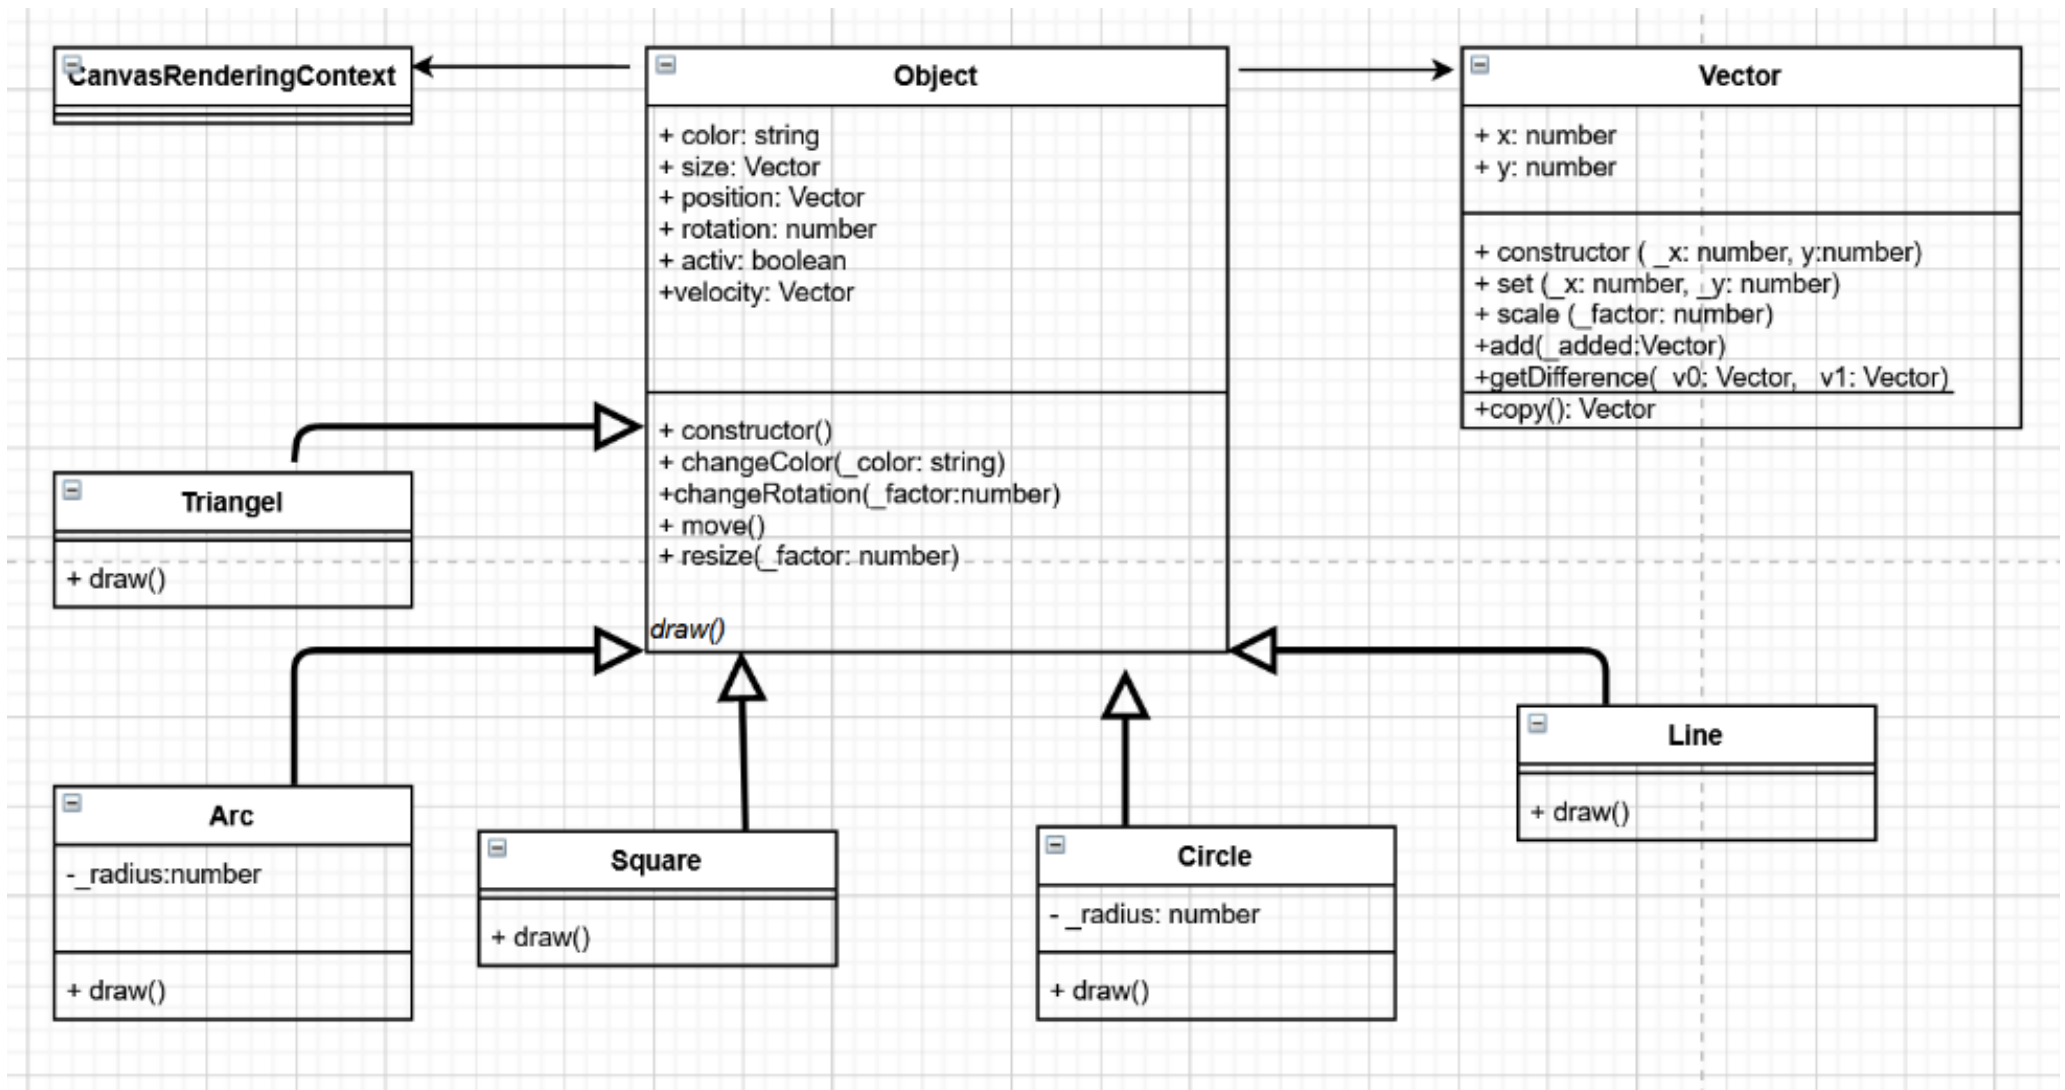 CanvasRenderingContext
Object
+ color: string
+ size: Vector
+ position: Vector
+ rotation: number
+ activ: boolean
+velocity: Vector
+ constructor()
+ changeColor(_color: string)
+changeRotation(_factor:number)
+ move()
+ resize(_factor: number)
draw()
Vector
+ x: number
+ y: number
+ constructor ( _x: number, y:number)
+ set (_x: number, _y: number)
+ scale (_factor: number)
+add(_added:Vector)
+getDifference(_v0: Vector, _v1: Vector)
+copy(): Vector
Triangel
+ draw()
Arc
-_radius:number
+ draw()
Square
+ draw()
Circle
- _radius: number
+ draw()
Line
+ draw()